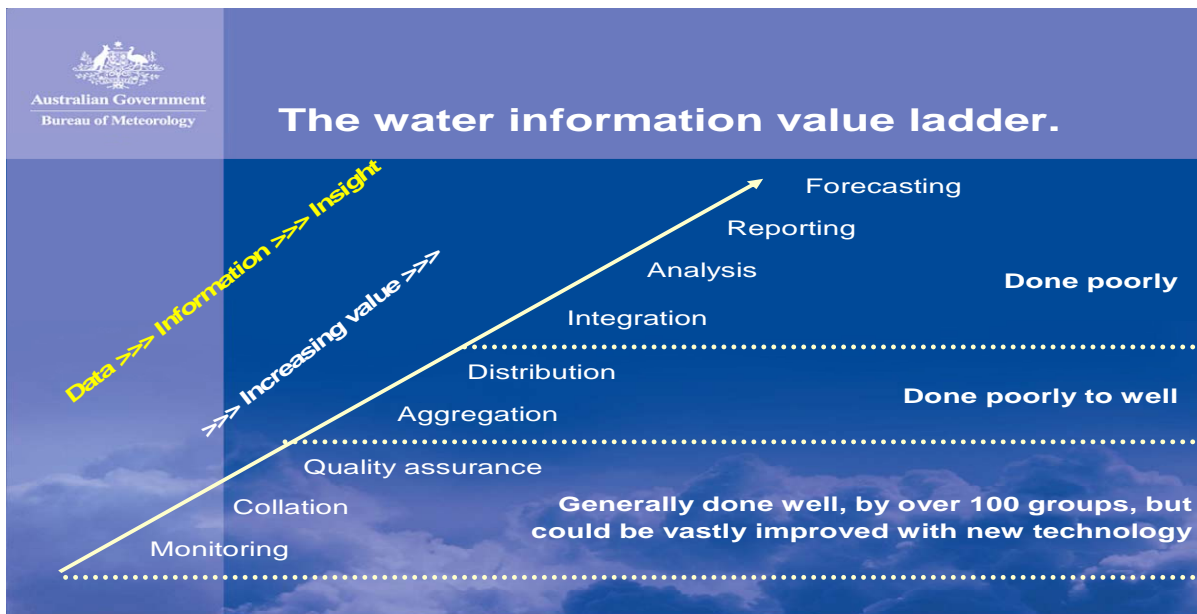 Australian Government
Bureau of Meteorology
The water information value ladder.
Data >>> Information >>> Insight
>>> Increasing value >>>
Forecasting
Reporting
Analysis
Integration
Done poorly
Distribution
Aggregation
Done poorly to well
Quality assurance
Collation
Monitoring
Generally done well, by over 100 groups, but
could be vastly improved with new technology